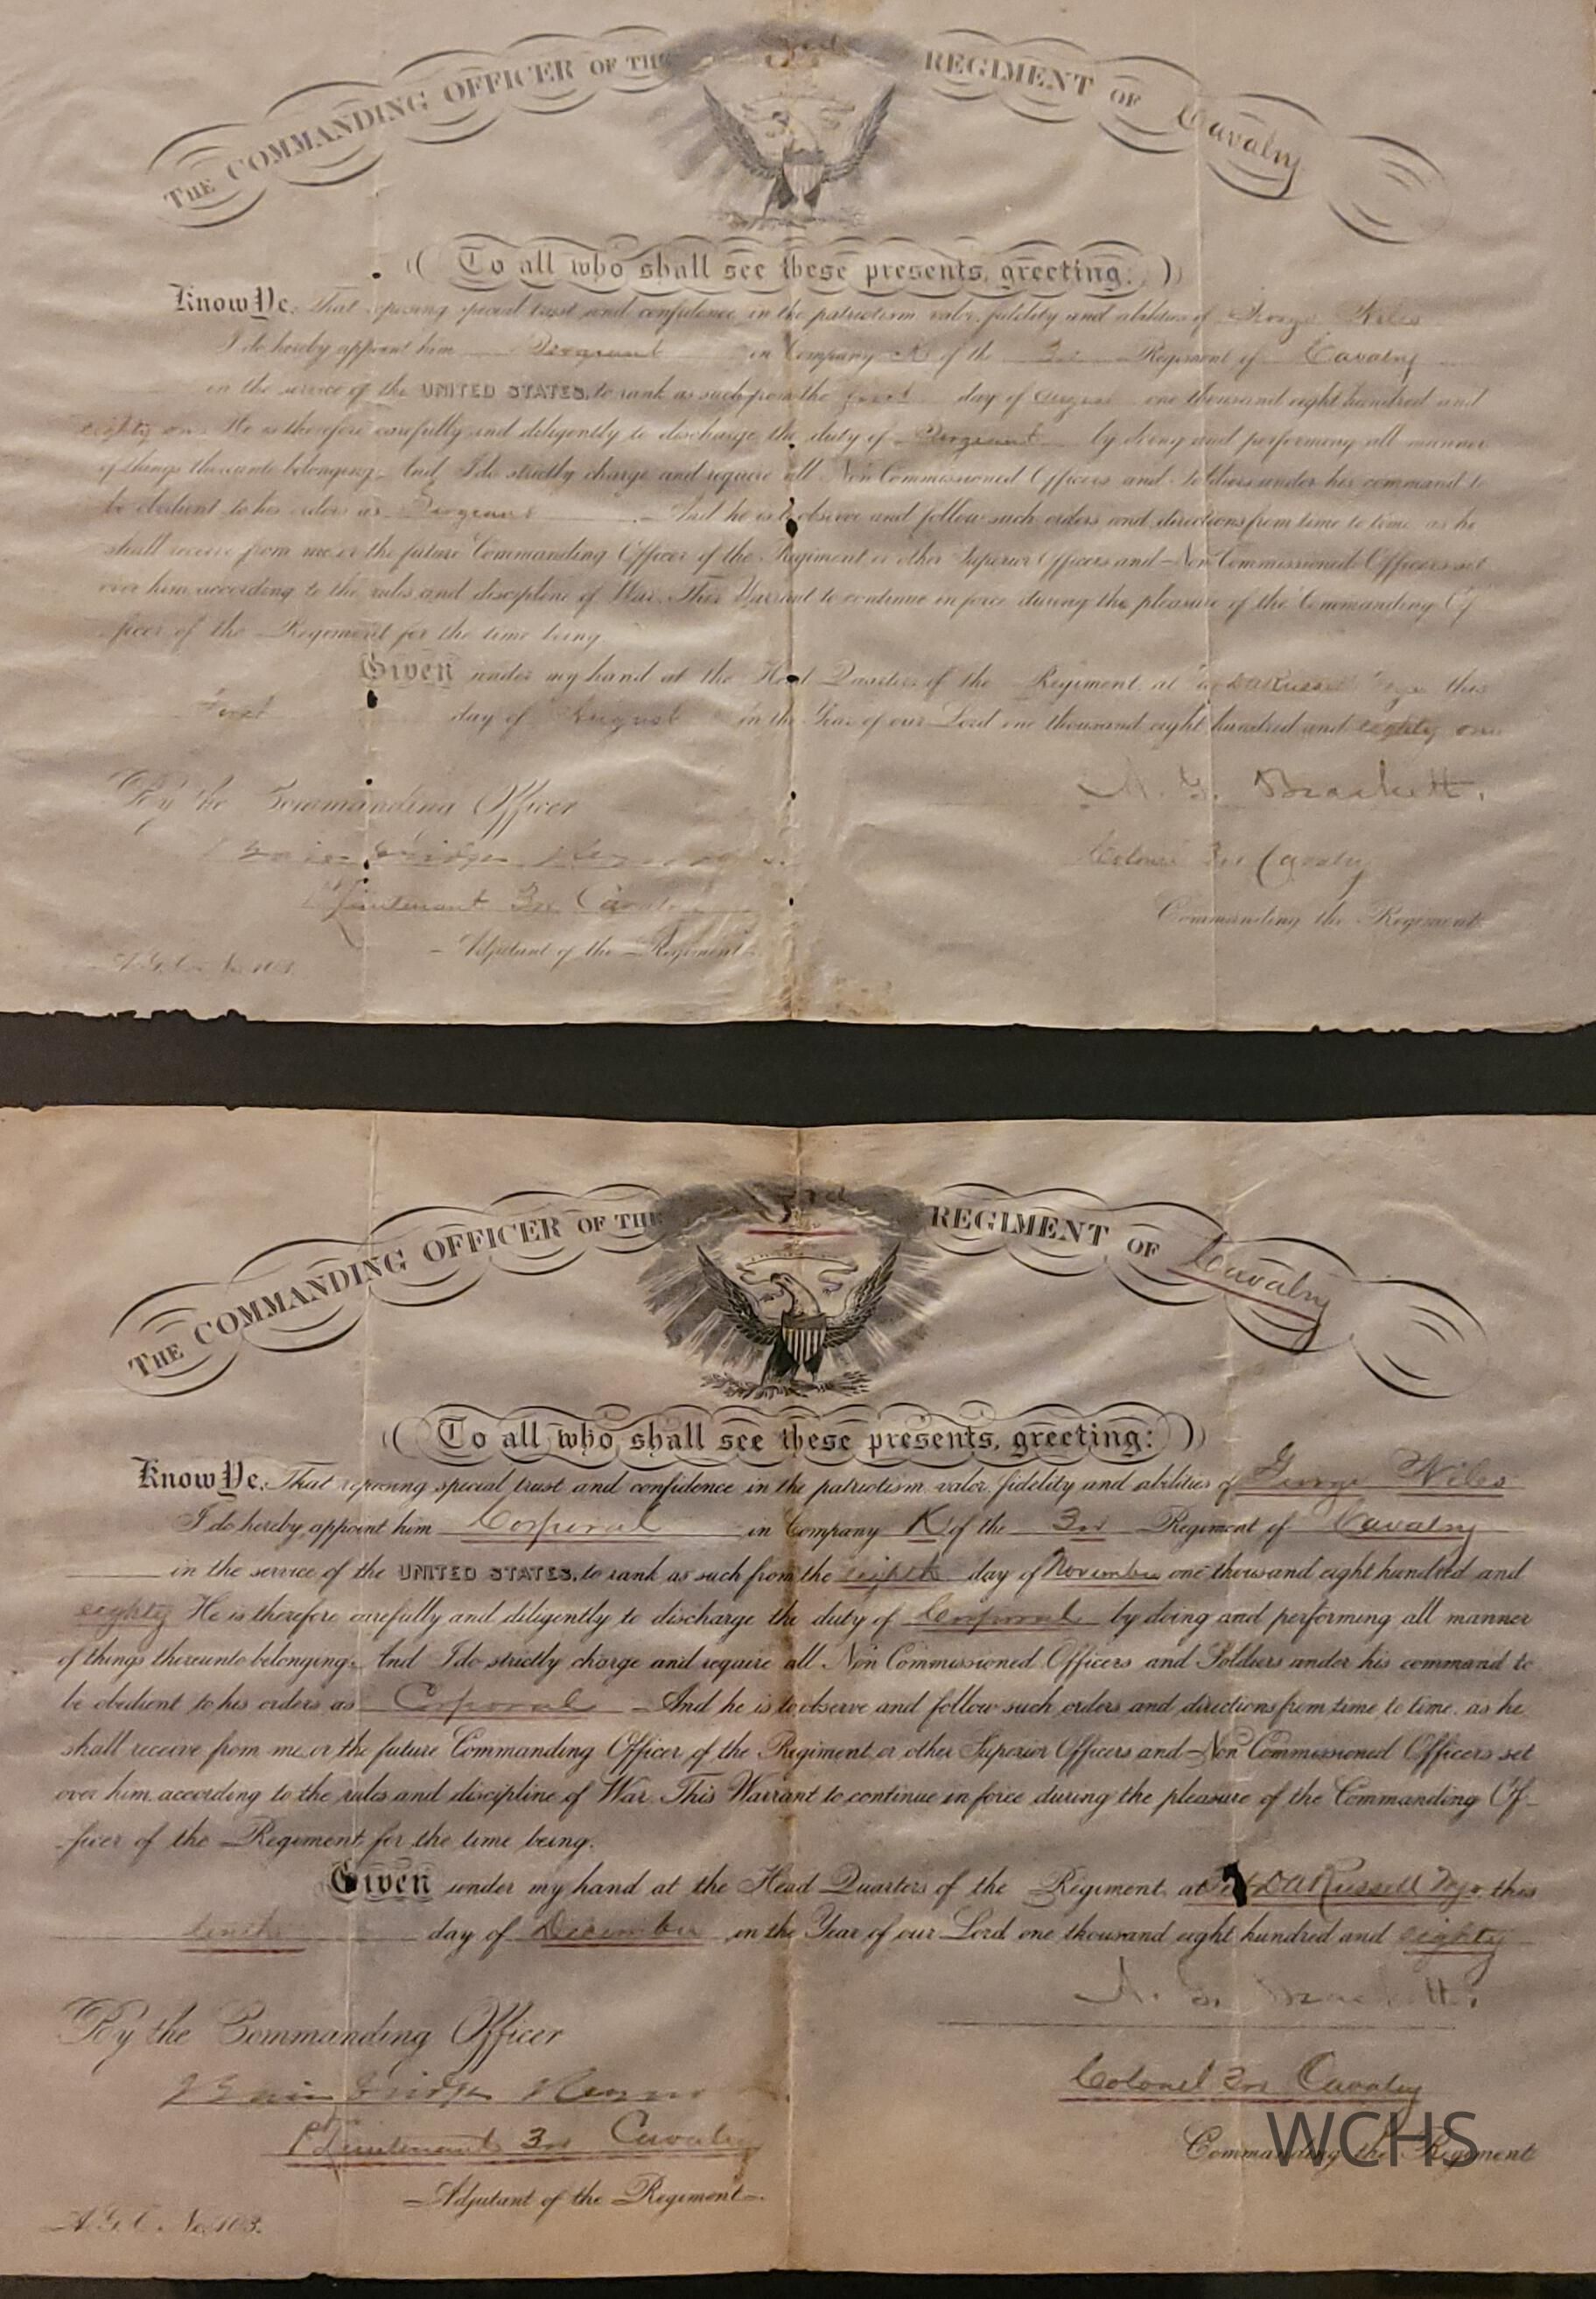 THE COMMANDING OFFICER OF THE 3rd REGIMENT OF Cavalry
To all who shall see these presents, greeting:
Know Ye, That reposing special trust and confidence in the patriotism, valor, fidelity and abilities of George Niles
I do hereby appoint him Sergeant in Company K of the 3rd Regiment of Cavalry
in the service of the UNITED STATES, to rank as such from the first day of August one thousand eight hundred and
eighty one. He is therefore carefully and diligently to discharge the duty of Sergeant by doing and performing all manner
of things thereunto belonging. And I do strictly charge and require all Non Commissioned Officers and Soldiers under his command to
be obedient to his orders as Sergeant And he is to observe and follow such orders and directions from time to time, as he
shall receive from me, or the future Commanding Officer of the Regiment or other Superior Officers and Non Commissioned Officers set
over him, according to the rules and discipline of War. This Warrant to continue in force during the pleasure of the Commanding Of-
ficer of the Regiment for the time being.
Given under my hand at the Head Quarters of the Regiment, at DA Russell Wyo this
First day of August in the Year of our Lord one thousand eight hundred and eighty one
By the Commanding Officer
A. G. Brackett.
Colonel 3rd Cavalry
Lieutenant 3rd Cavalry
Commanding the Regiment
Adjutant of the Regiment
A.G.O. No. 103.
THE COMMANDING OFFICER OF THE 3rd REGIMENT OF Cavalry
To all who shall see these presents, greeting:
Know Ye, That reposing special trust and confidence in the patriotism, valor, fidelity and abilities of George Niles
I do hereby appoint him Corporal in Company K of the 3rd Regiment of Cavalry
in the service of the UNITED STATES, to rank as such from the eighth day of November one thousand eight hundred and
eighty He is therefore carefully and diligently to discharge the duty of Corporal by doing and performing all manner
of things thereunto belonging. And I do strictly charge and require all Non Commissioned Officers and Soldiers under his command to
be obedient to his orders as Corporal And he is to observe and follow such orders and directions from time to time, as he
shall receive from me, or the future Commanding Officer of the Regiment, or other Superior Officers and Non Commissioned Officers set
over him, according to the rules and discipline of War. This Warrant to continue in force during the pleasure of the Commanding Of-
ficer of the Regiment for the time being.
Given under my hand at the Head Quarters of the Regiment, at DA Russell Wyo this
tenth day of December in the Year of our Lord one thousand eight hundred and eighty
A. G. Brackett.
By the Commanding Officer
Colonel 3rd Cavalry
1st Lieutenant 3rd Cavalry
WCHS
Commanding the Regiment
Adjutant of the Regiment
A.G.O. No. 103.